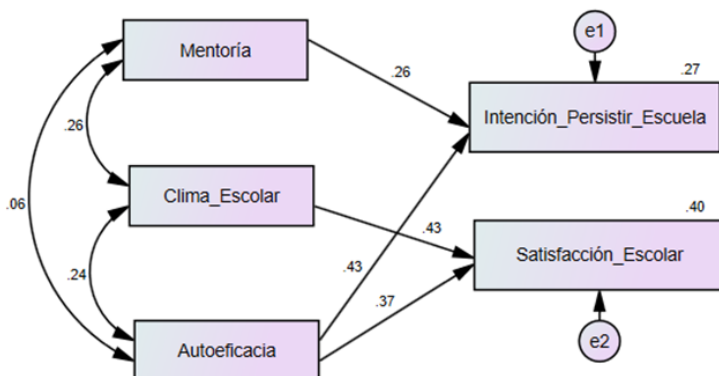 e1
Mentoría
.27
.26
Intención_Persistir_Escuela
.26
Clima_Escolar
.06
.43
.40
Satisfacción_Escolar
.24
.43
.37
Autoeficacia
e2